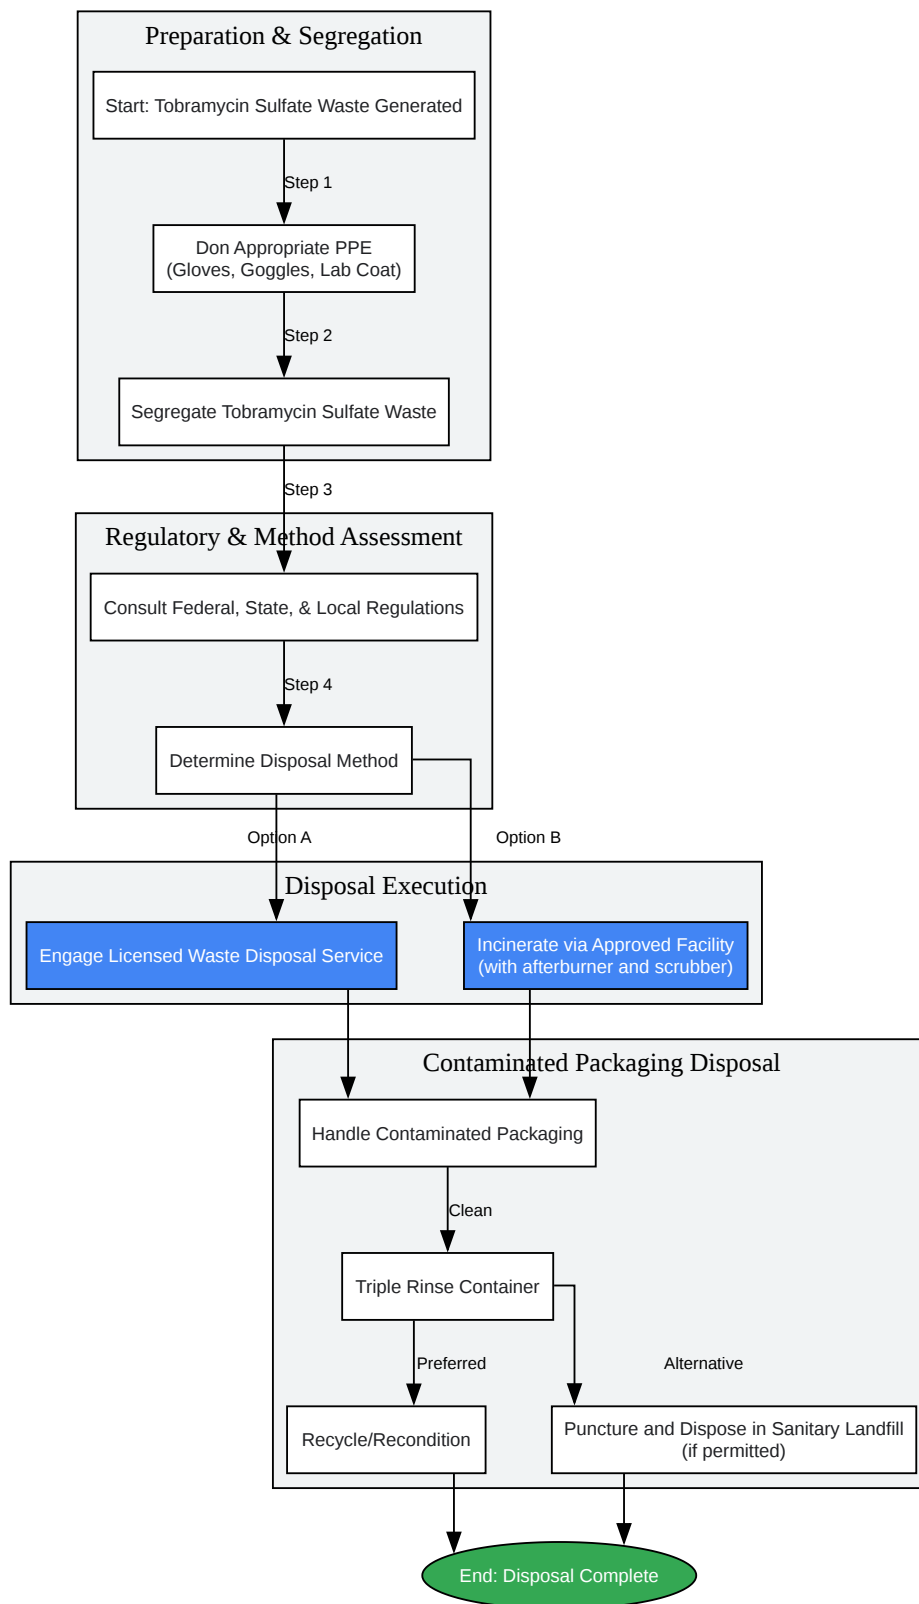 Preparation & Segregation
Start: Tobramycin Sulfate Waste Generated
Step 1
Don Appropriate PPE
(Gloves, Goggles, Lab Coat)
Step 2
Segregate Tobramycin Sulfate Waste
Step 3
Regulatory & Method Assessment
Consult Federal, State, & Local Regulations
Step 4
Determine Disposal Method
Option A
Option B
Disposal Execution
Engage Licensed Waste Disposal Service
Incinerate via Approved Facility
(with afterburner and scrubber)
Contaminated Packaging Disposal
Handle Contaminated Packaging
Clean
Triple Rinse Container
Preferred
Alternative
Recycle/Recondition
Puncture and Dispose in Sanitary Landfill
(if permitted)
End: Disposal Complete